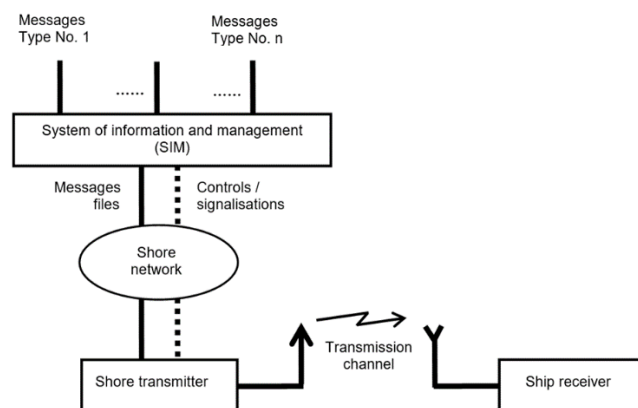 Messages
Type No. 1
Messages
Type No. n
......
......
System of information and management
(SIM)
Messages
files
Controls /
signalisations
Shore
network
Transmission
channel
Shore transmitter
Ship receiver